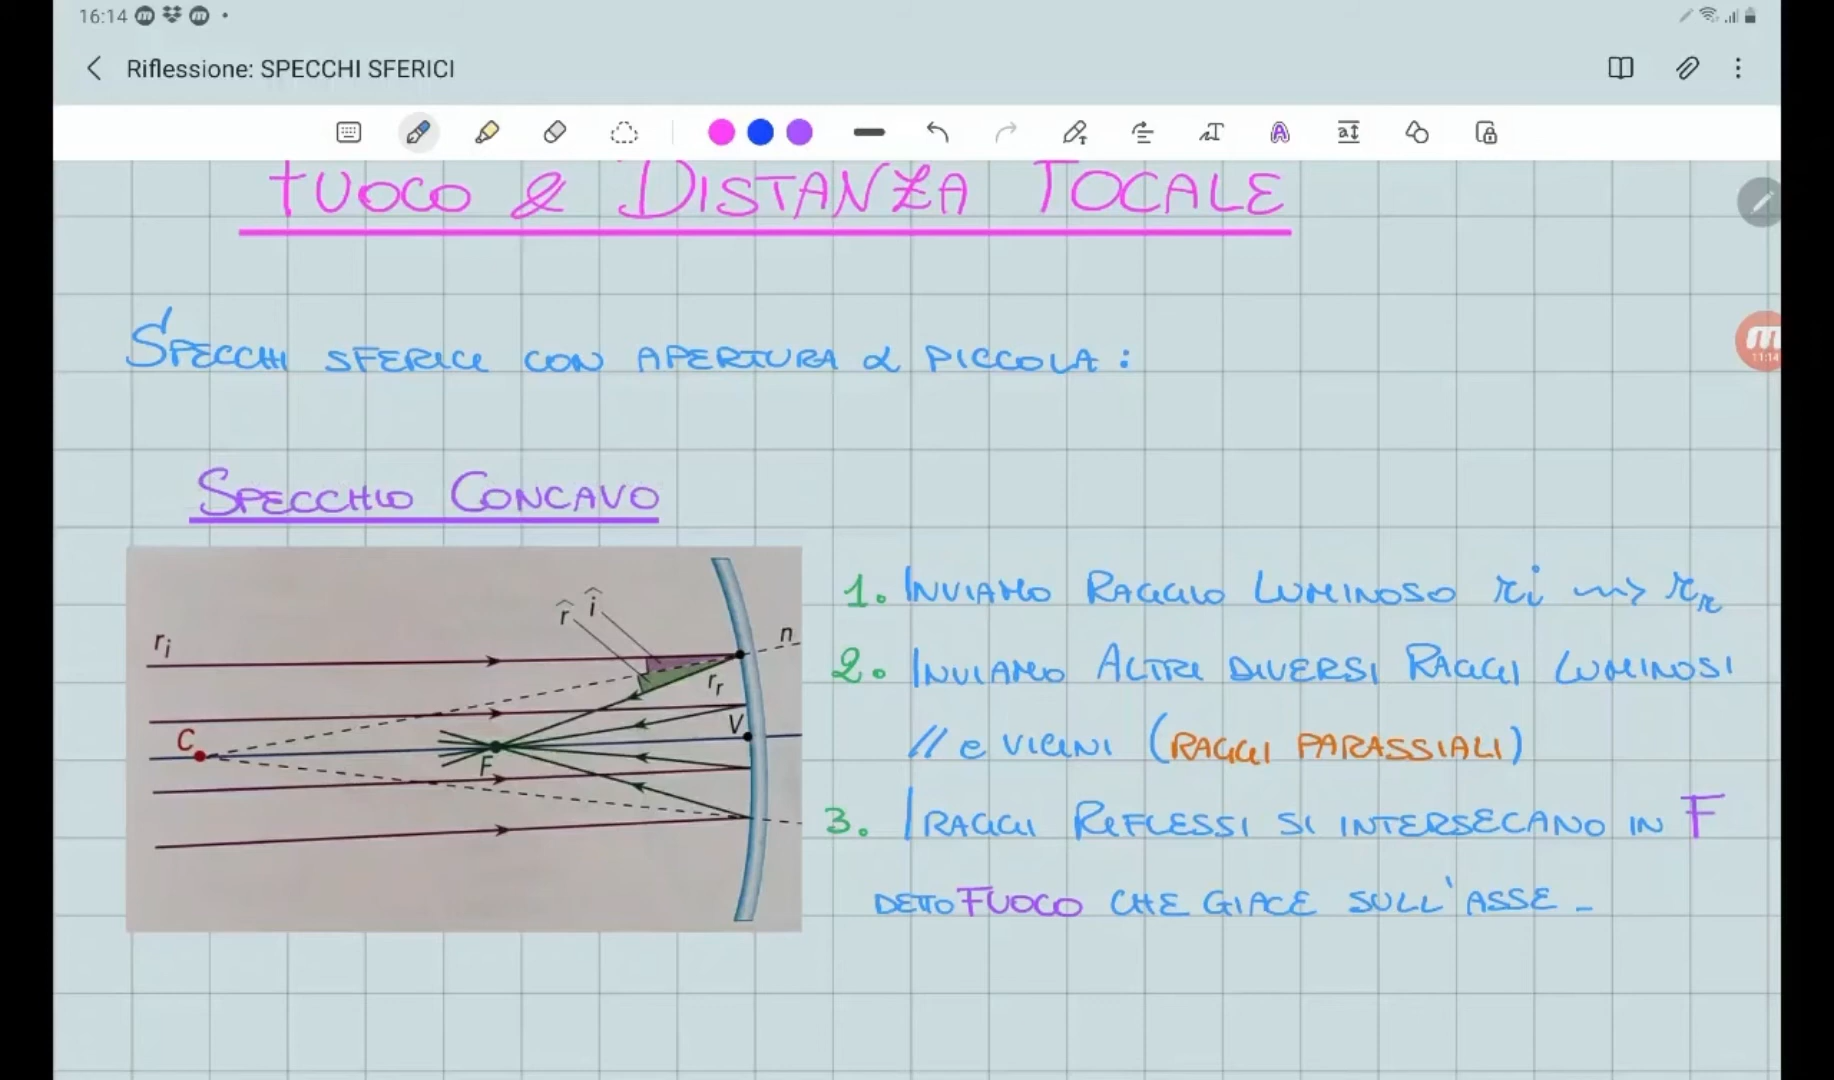 16:14
Riflessione: SPECCHI SFERICI
FUOCO & DISTANZA FOCALE
SPECCHI SFERICI CON APERTURA α PICCOLA:
11:14
SPECCHIO CONCAVO
r̂ î
n
ri
rr
V
C
F
1. INVIAMO RAGGIO LUMINOSO ri ~> rr
2. INVIAMO ALTRI DIVERSI RAGGI LUMINOSI
// e VICINI (RAGGI PARASSIALI)
3. I RAGGI RIFLESSI SI INTERSECANO IN F
DETTO FUOCO CHE GIACE SULL'ASSE -